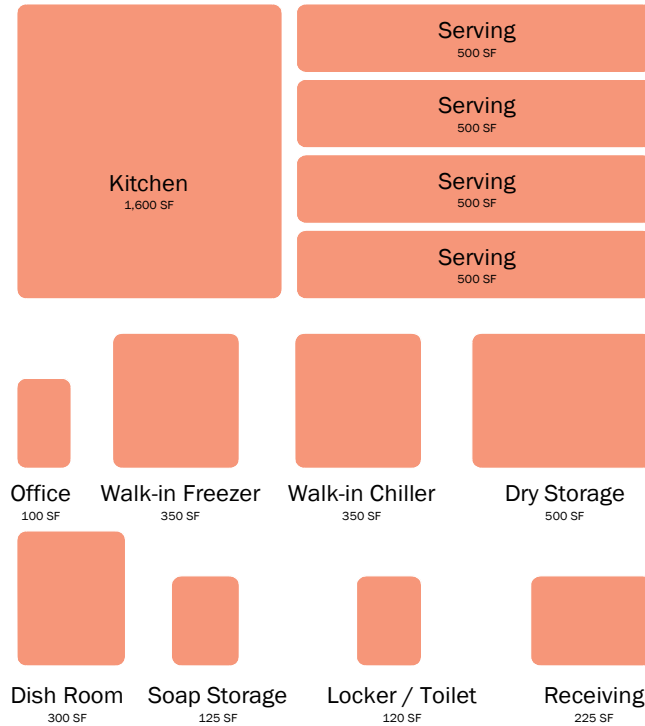 Serving
500 SF
Serving
500 SF
Kitchen
1,600 SF
Serving
500 SF
Serving
500 SF
Office
100 SF
Walk-in Freezer
350 SF
Walk-in Chiller
350 SF
Dry Storage
500 SF
Dish Room
300 SF
Soap Storage
125 SF
Locker / Toilet
120 SF
Receiving
225 SF